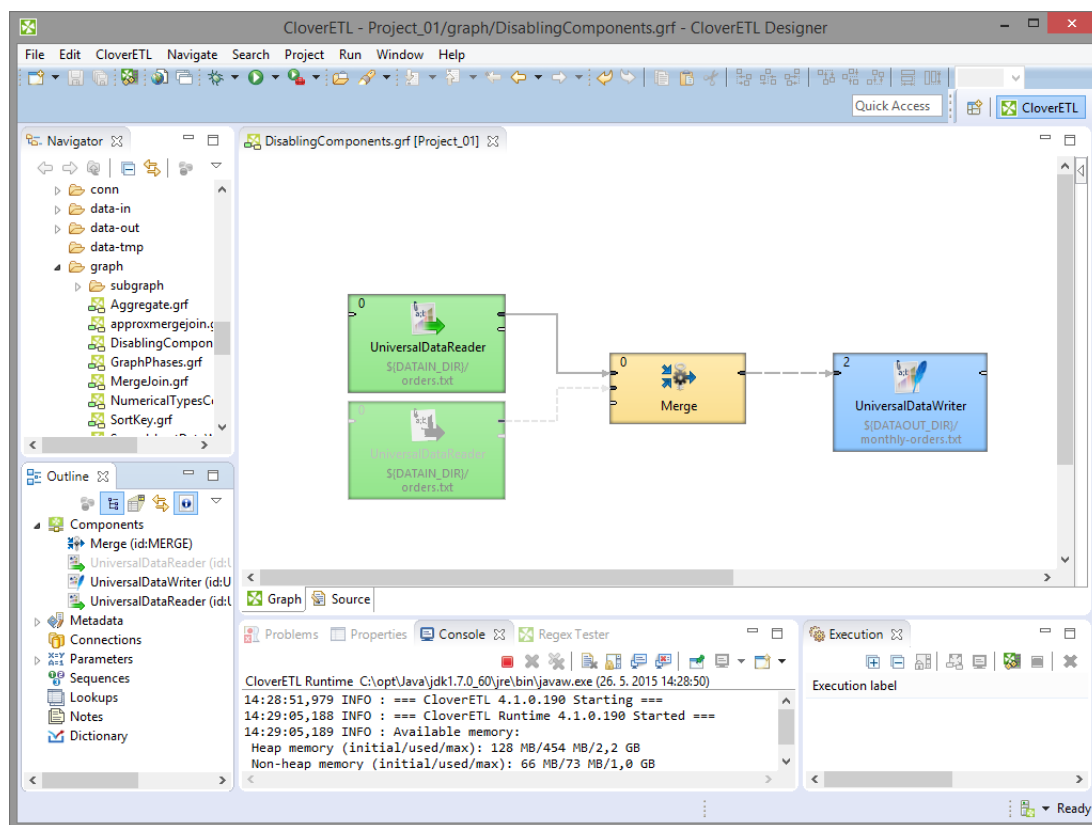 CloverETL - Project_01/graph/DisablingComponents.grf - CloverETL Designer
File Edit CloverETL Navigate Search Project Run Window Help
Quick Access
CloverETL
Navigator
conn
data-in
data-out
data-tmp
graph
subgraph
Aggregate.grf
approxmergejoin.g
DisablingCompon
GraphPhases.grf
MergeJoin.grf
NumericalTypesC
SortKey.grf
DisablingComponents.grf [Project_01]
0
UniversalDataReader
${DATAIN_DIR}/
orders.txt
0
UniversalDataReader
${DATAIN_DIR}/
orders.txt
0
Merge
2
UniversalDataWriter
${DATAOUT_DIR}/
monthly-orders.txt
Graph Source
Outline
Components
Merge (id:MERGE)
UniversalDataReader (id:U
UniversalDataWriter (id:U
UniversalDataReader (id:U
Metadata
Connections
Parameters
Sequences
Lookups
Notes
Dictionary
Problems Properties Console Regex Tester
CloverETL Runtime C:\opt\Java\jdk1.7.0_60\jre\bin\javaw.exe (26. 5. 2015 14:28:50)
14:28:51,979 INFO : === CloverETL 4.1.0.190 Starting ===
14:29:05,188 INFO : === CloverETL Runtime 4.1.0.190 Started ===
14:29:05,189 INFO : Available memory:
Heap memory (initial/used/max): 128 MB/454 MB/2,2 GB
Non-heap memory (initial/used/max): 66 MB/73 MB/1,0 GB
Execution
Execution label
Ready